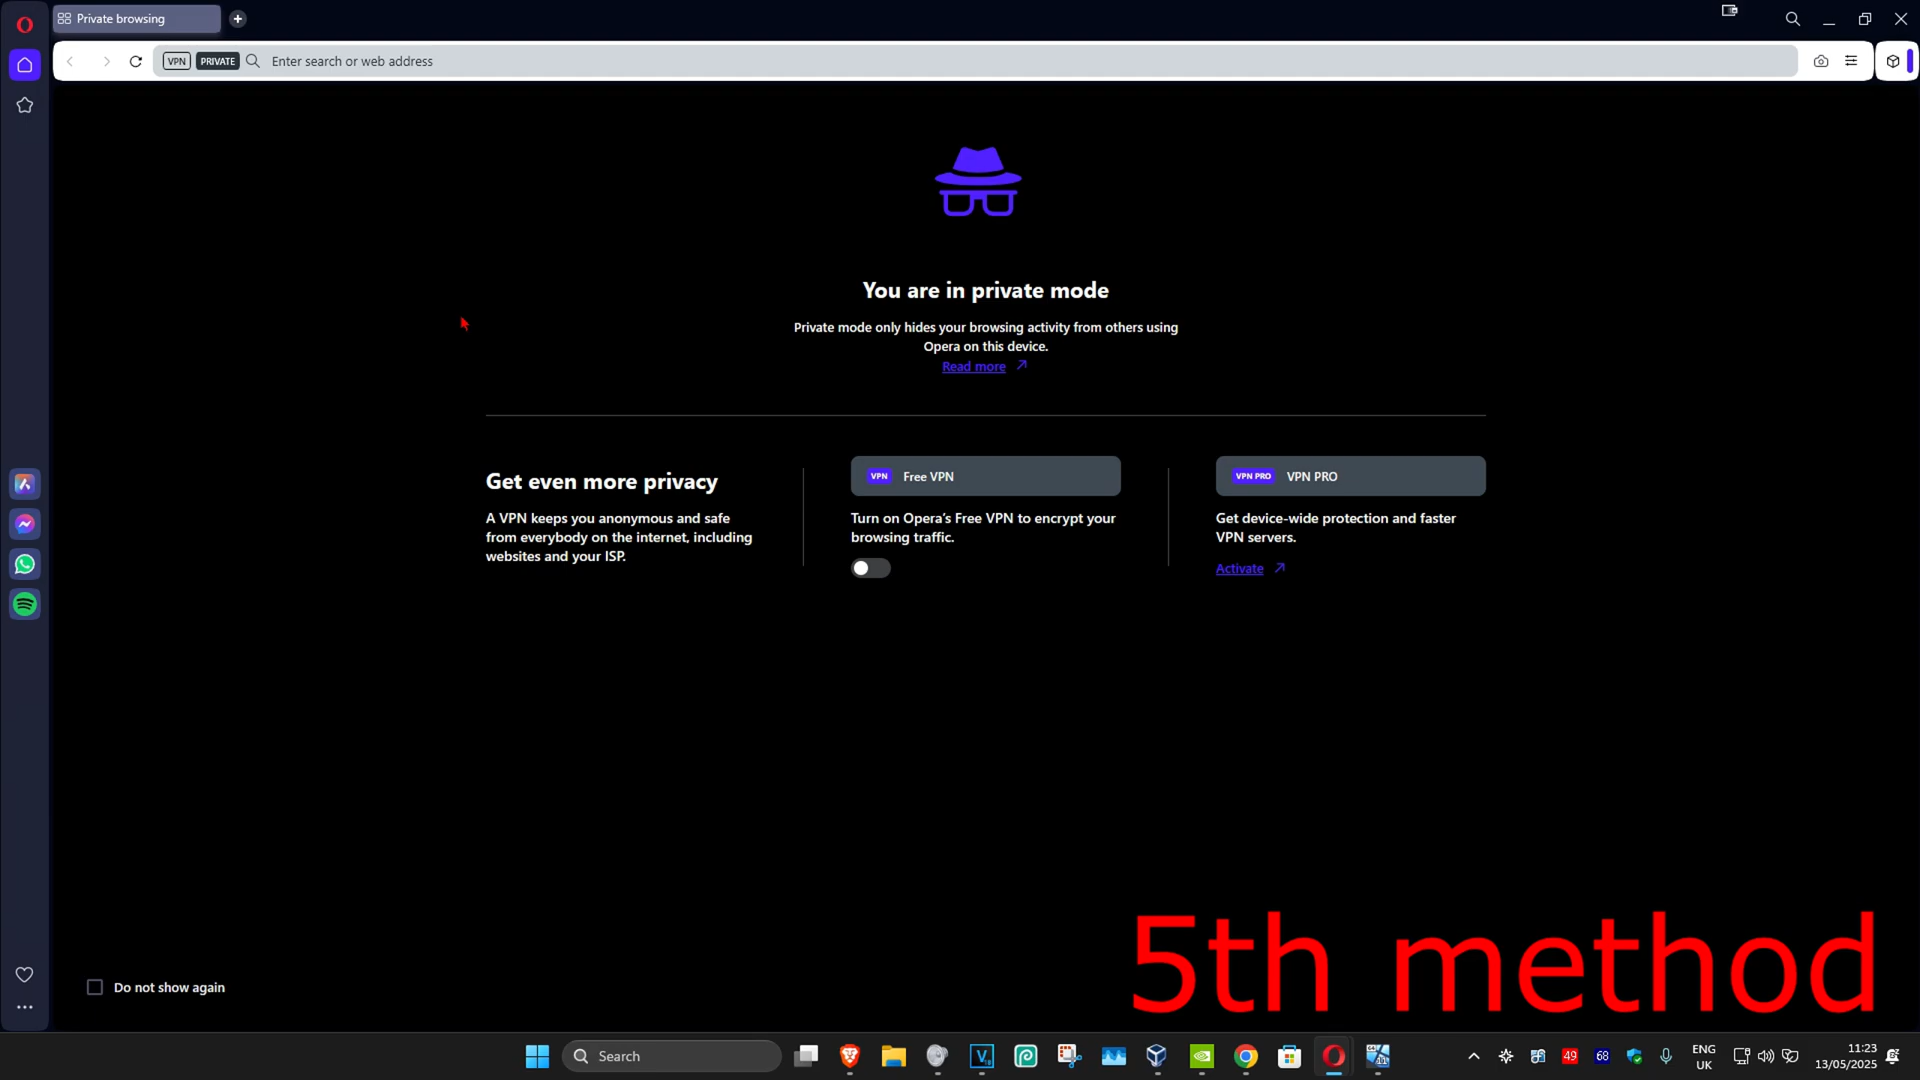 Private browsing
VPN PRIVATE Enter search or web address
You are in private mode
Private mode only hides your browsing activity from others using
Opera on this device.
Read more
Get even more privacy
A VPN keeps you anonymous and safe
from everybody on the internet, including
websites and your ISP.
VPN Free VPN
Turn on Opera's Free VPN to encrypt your
browsing traffic.
VPN PRO VPN PRO
Get device-wide protection and faster
VPN servers.
Activate
Do not show again
5th method
Search
49
68
ENG
UK
11:23
13/05/2025